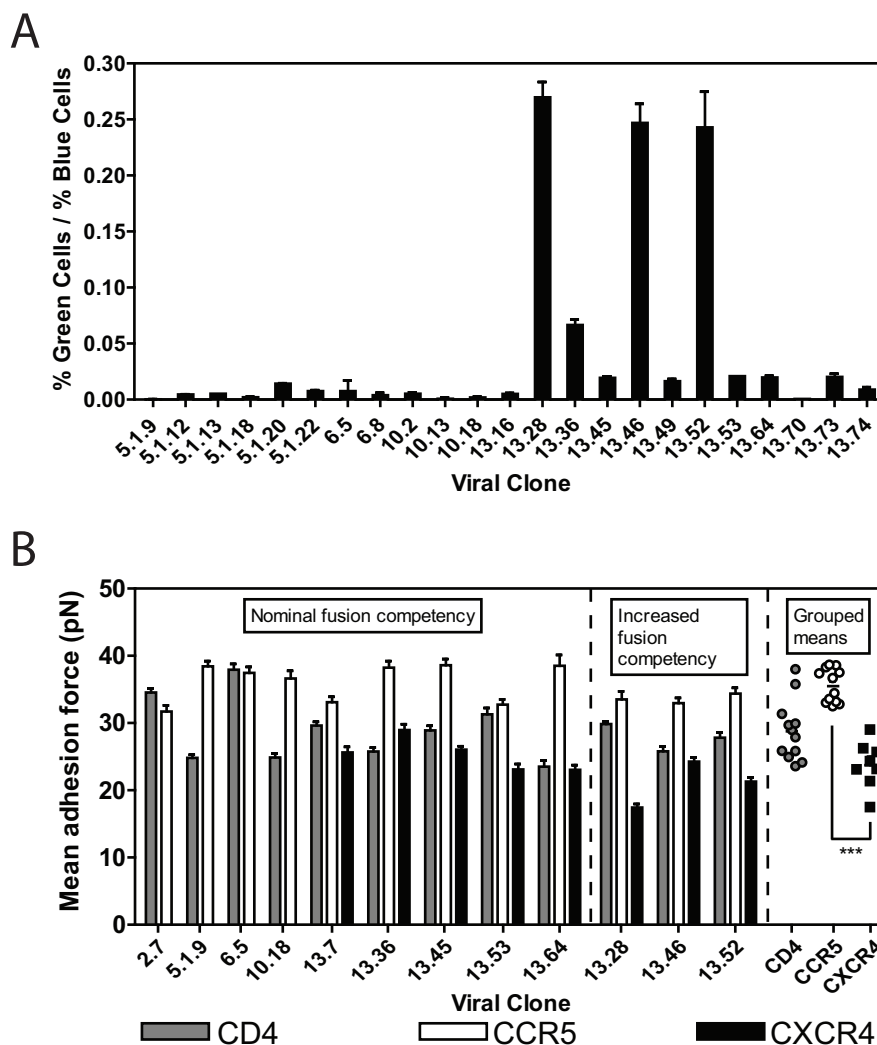 A
% Green Cells / % Blue Cells
0.30
0.25
0.20
0.15
0.10
0.05
0.00
5.1.9
5.1.12
5.1.13
5.1.18
5.1.20
5.1.22
6.5
6.8
10.2
10.13
10.18
13.16
13.28
13.36
13.45
13.46
13.49
13.52
13.53
13.64
13.70
13.73
13.74
Viral Clone
B
Mean adhesion force (pN)
50
40
30
20
10
0
Nominal fusion competency
Increased
fusion
competency
Grouped
means
***
2.7
5.1.9
6.5
10.18
13.7
13.36
13.45
13.53
13.64
13.28
13.46
13.52
CD4
CCR5
CXCR4
Viral Clone
CD4
CCR5
CXCR4